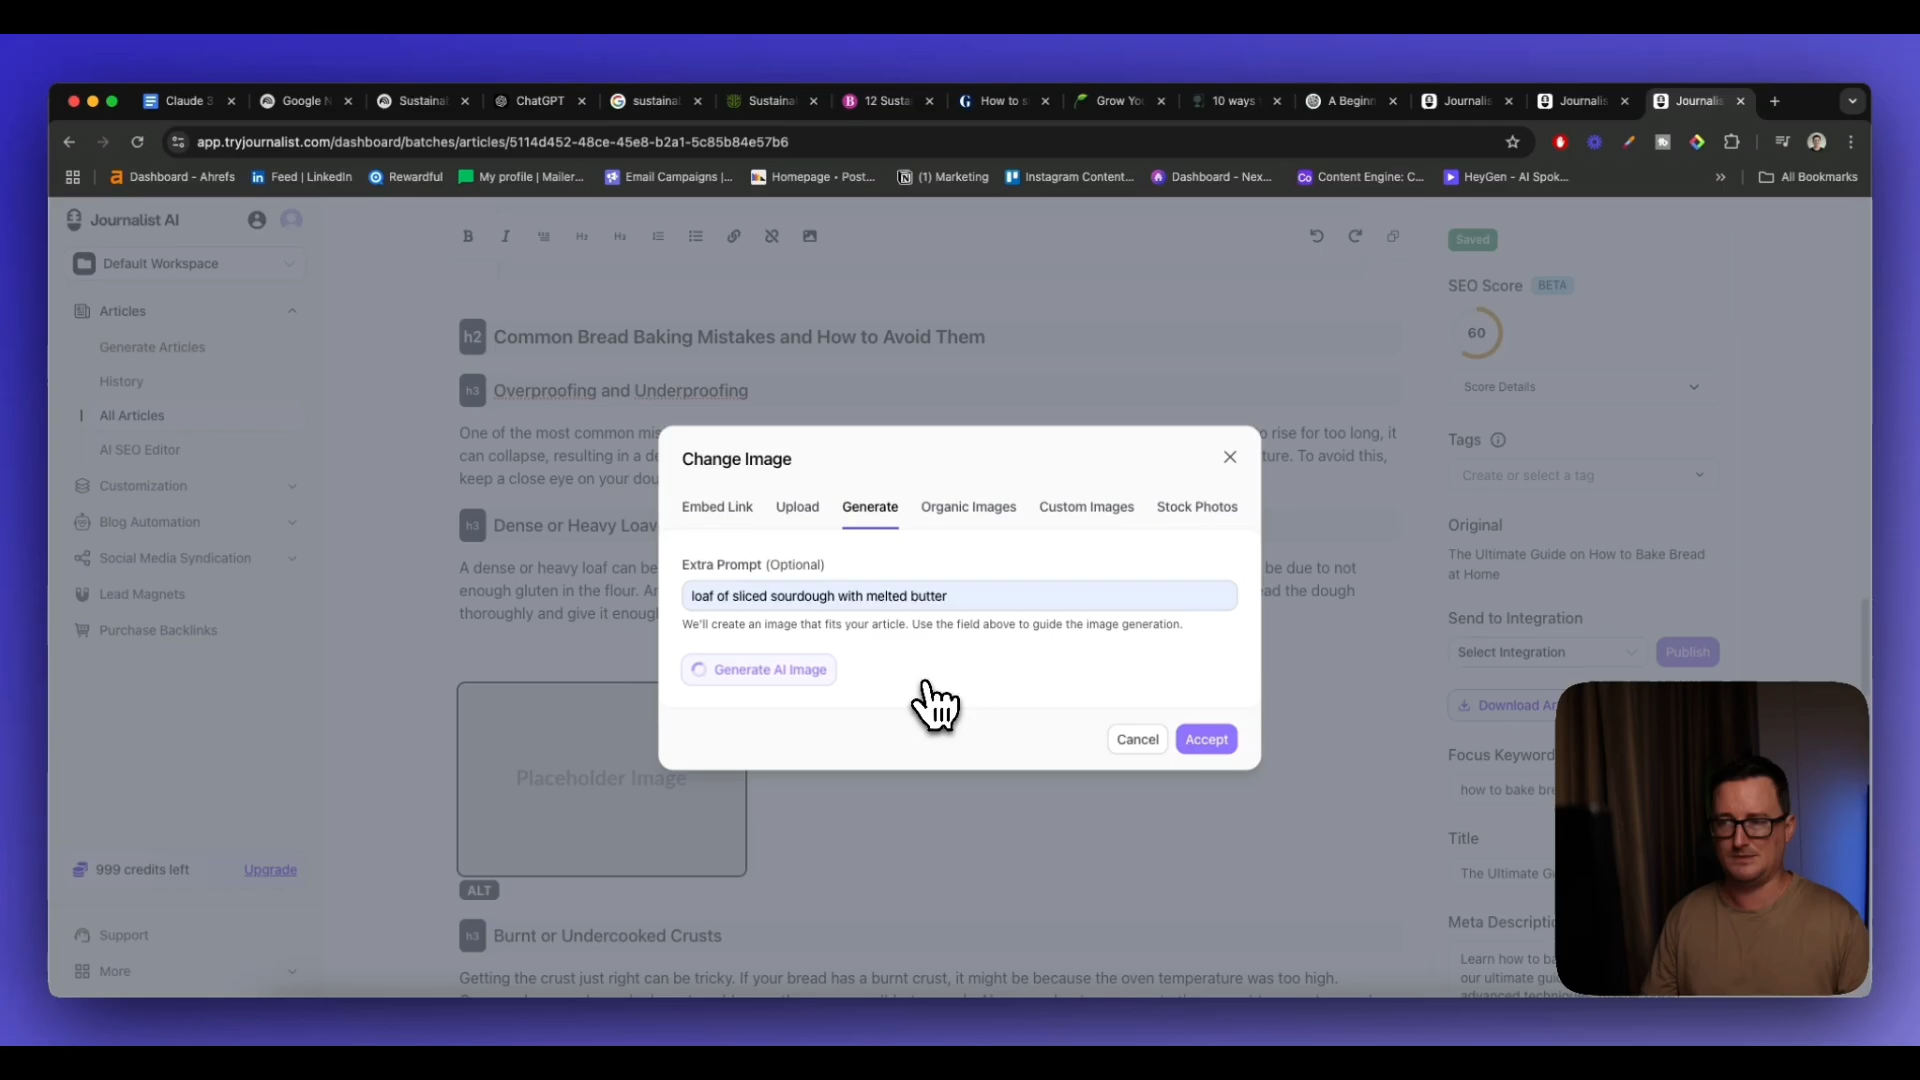 Claude 3
Google N
Sustaina
ChatGPT
sustaina
Sustaina
12 Susta
How to s
Grow Yo
10 ways
A Beginn
Journalis
Journalis
Journalis
app.tryjournalist.com/dashboard/batches/articles/5114d452-48ce-45e8-b2a1-5c85b84e57b6
Dashboard - Ahrefs
Feed | LinkedIn
Rewardful
My profile | Mailer...
Email Campaigns |...
Homepage • Post...
(1) Marketing
Instagram Content...
Dashboard - Nex...
Content Engine: C...
HeyGen - AI Spok...
All Bookmarks
Journalist AI
Default Workspace
Articles
Generate Articles
History
All Articles
AI SEO Editor
Customization
Blog Automation
Social Media Syndication
Lead Magnets
Purchase Backlinks
999 credits left
Upgrade
Support
More
h2 Common Bread Baking Mistakes and How to Avoid Them
h3 Overproofing and Underproofing
One of the most common mis
o rise for too long, it
can collapse, resulting in a de
ture. To avoid this,
keep a close eye on your dou
h3 Dense or Heavy Loav
A dense or heavy loaf can be
be due to not
enough gluten in the flour. A
ead the dough
thoroughly and give it enoug
Placeholder Image
ALT
h3 Burnt or Undercooked Crusts
Getting the crust just right can be tricky. If your bread has a burnt crust, it might be because the oven temperature was too high.
Change Image
Embed Link
Upload
Generate
Organic Images
Custom Images
Stock Photos
Extra Prompt (Optional)
loaf of sliced sourdough with melted butter
We'll create an image that fits your article. Use the field above to guide the image generation.
Generate AI Image
Cancel
Accept
Saved
SEO Score BETA
60
Score Details
Tags
Create or select a tag
Original
The Ultimate Guide on How to Bake Bread
at Home
Send to Integration
Select Integration
Publish
Download Ar
Focus Keyword
how to bake bre
Title
The Ultimate G
Meta Descriptio
Learn how to ba
our ultimate gui
advanced techniq